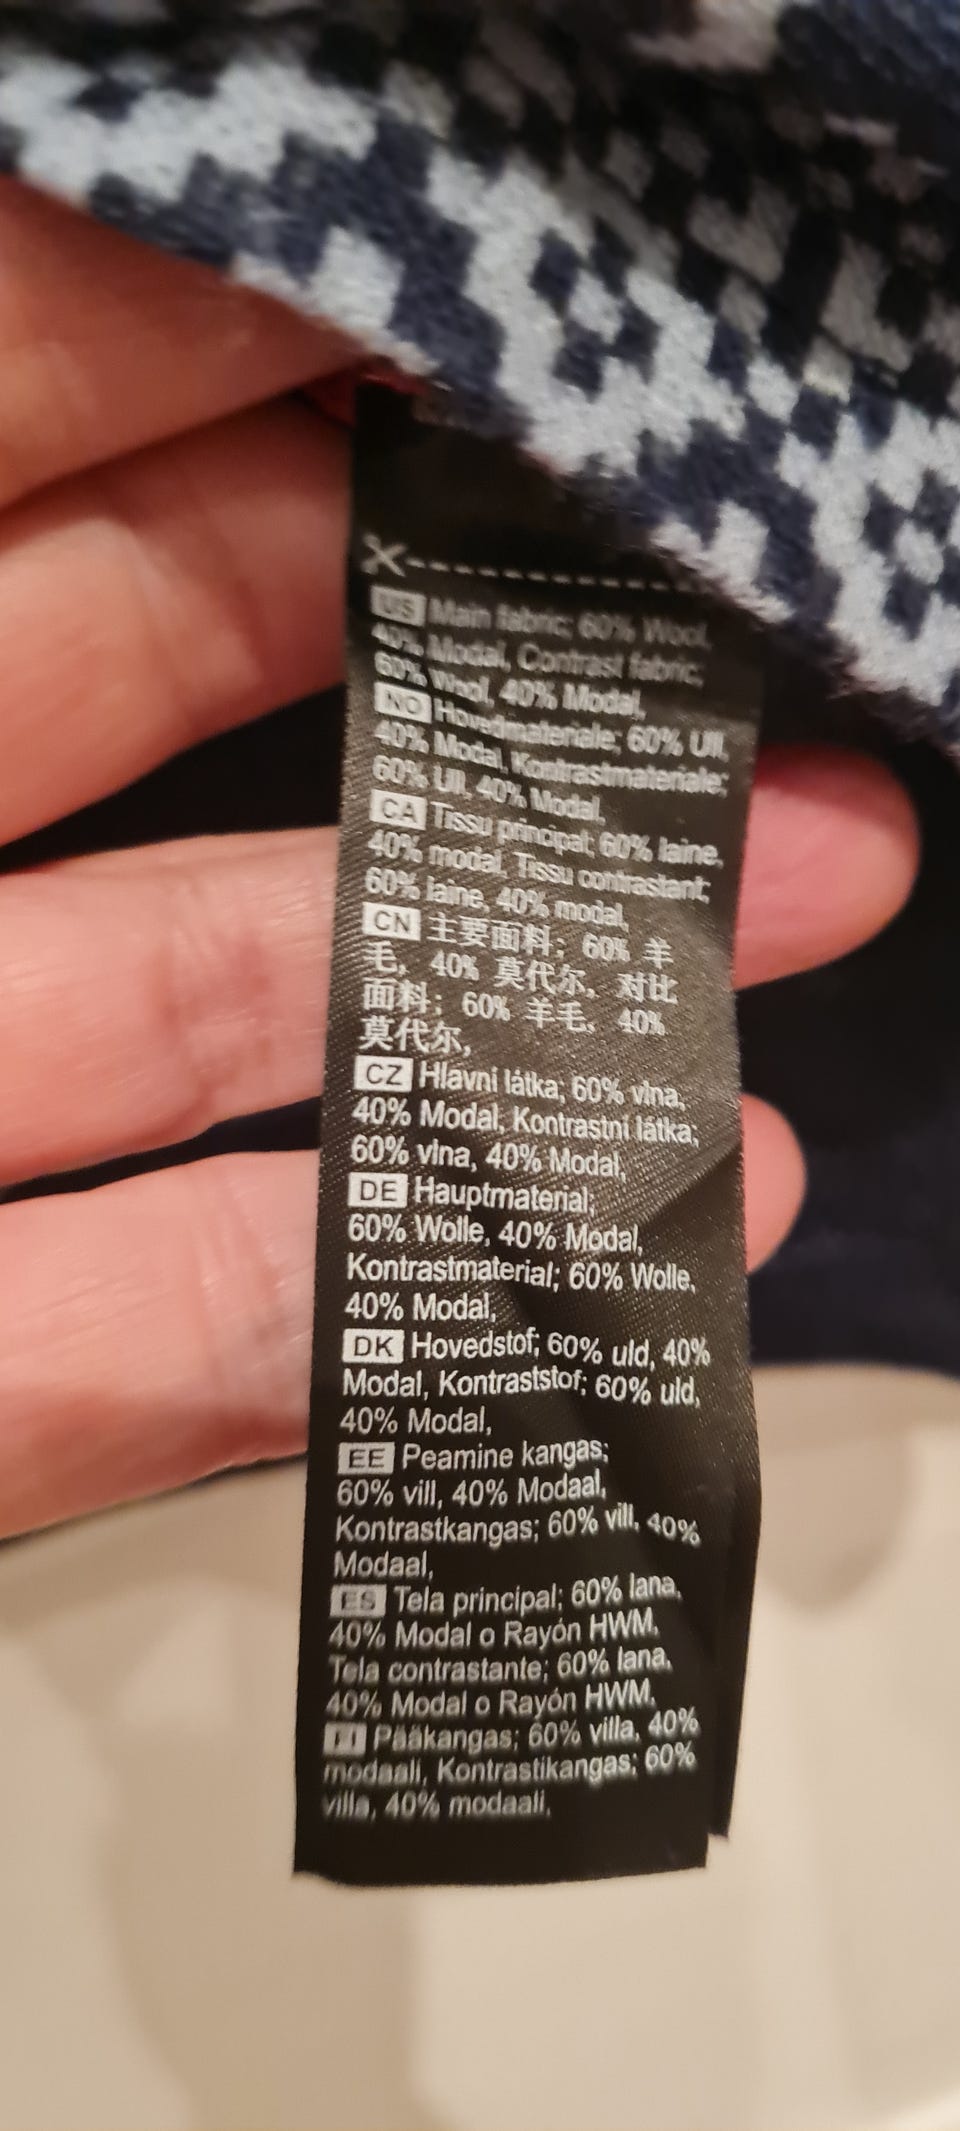 US Main fabric; 60% Wool,
40% Modal, Contrast fabric;
60% Wool, 40% Modal,
NO Hovedmateriale; 60% Ull,
40% Modal, Kontrastmateriale;
60% Ull, 40% Modal,
CA Tissu principal; 60% laine,
40% modal, Tissu contrastant;
60% laine, 40% modal,
CN 主要面料; 60% 羊
毛, 40% 莫代尔, 对比
面料; 60% 羊毛, 40%
莫代尔,
CZ Hlavní látka; 60% vlna,
40% Modal, Kontrastní látka;
60% vlna, 40% Modal,
DE Hauptmaterial;
60% Wolle, 40% Modal,
Kontrastmaterial; 60% Wolle,
40% Modal,
DK Hovedstof; 60% uld, 40%
Modal, Kontraststof; 60% uld,
40% Modal,
EE Peamine kangas;
60% vill, 40% Modaal,
Kontrastkangas; 60% vill, 40%
Modaal,
ES Tela principal; 60% lana,
40% Modal o Rayón HWM,
Tela contrastante; 60% lana,
40% Modal o Rayón HWM,
FI Pääkangas; 60% villa, 40%
modaali, Kontrastikangas; 60%
villa, 40% modaali,